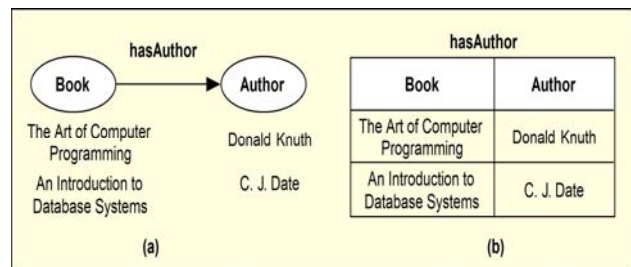 hasAuthor
Book
Author
The Art of Computer
Programming
Donald Knuth
An Introduction to
Database Systems
C. J. Date
(a)
hasAuthor
Book
Author
The Art of Computer
Programming
Donald Knuth
An Introduction to
Database Systems
C. J. Date
(b)